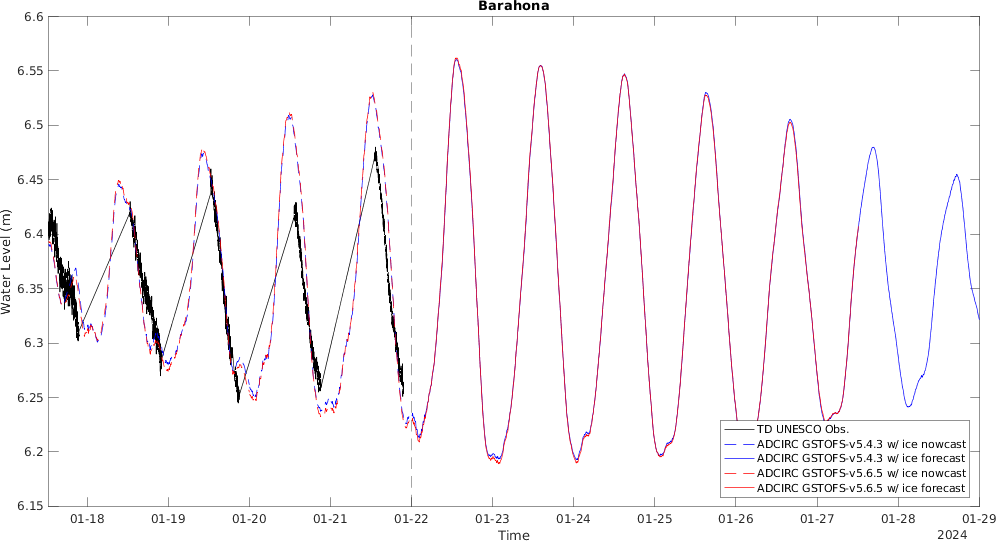 Barahona
6.6
6.55
6.5
6.45
6.4
6.35
6.3
6.25
6.2
6.15
Water Level (m)
TD UNESCO Obs.
ADCIRC GSTOFS-v5.4.3 w/ ice nowcast
ADCIRC GSTOFS-v5.4.3 w/ ice forecast
ADCIRC GSTOFS-v5.6.5 w/ ice nowcast
ADCIRC GSTOFS-v5.6.5 w/ ice forecast
01-18 01-19 01-20 01-21 01-22 01-23 01-24 01-25 01-26 01-27 01-28 01-29
Time
2024